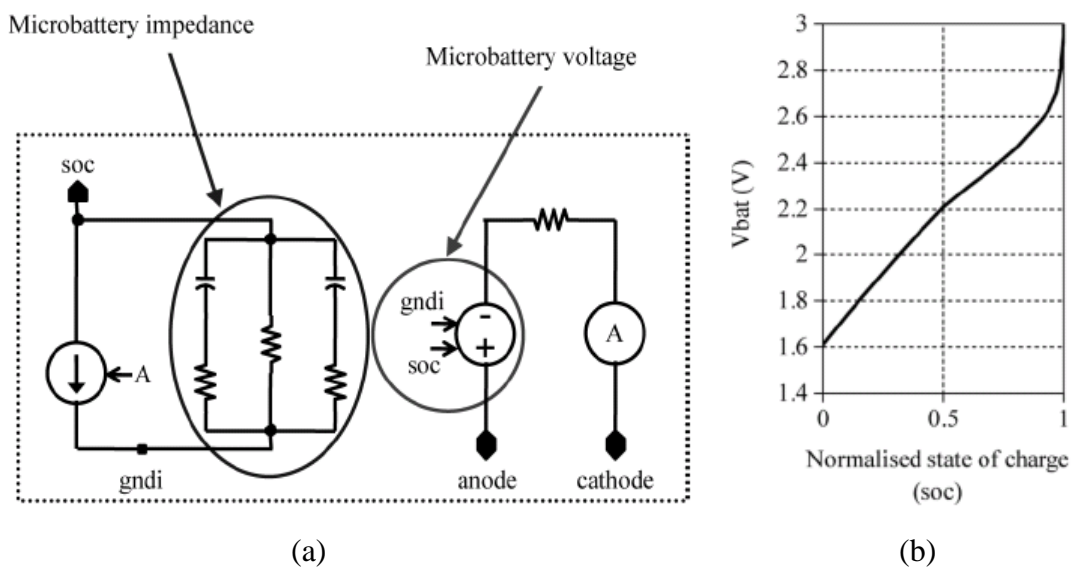 Microbattery impedance
Microbattery voltage
soc
A
gndi
gndi
soc
-
+
A
anode
cathode
(a)
3
2.8
2.6
2.4
2.2
2
1.8
1.6
1.4
Vbat (V)
0
0.5
1
Normalised state of charge
(soc)
(b)